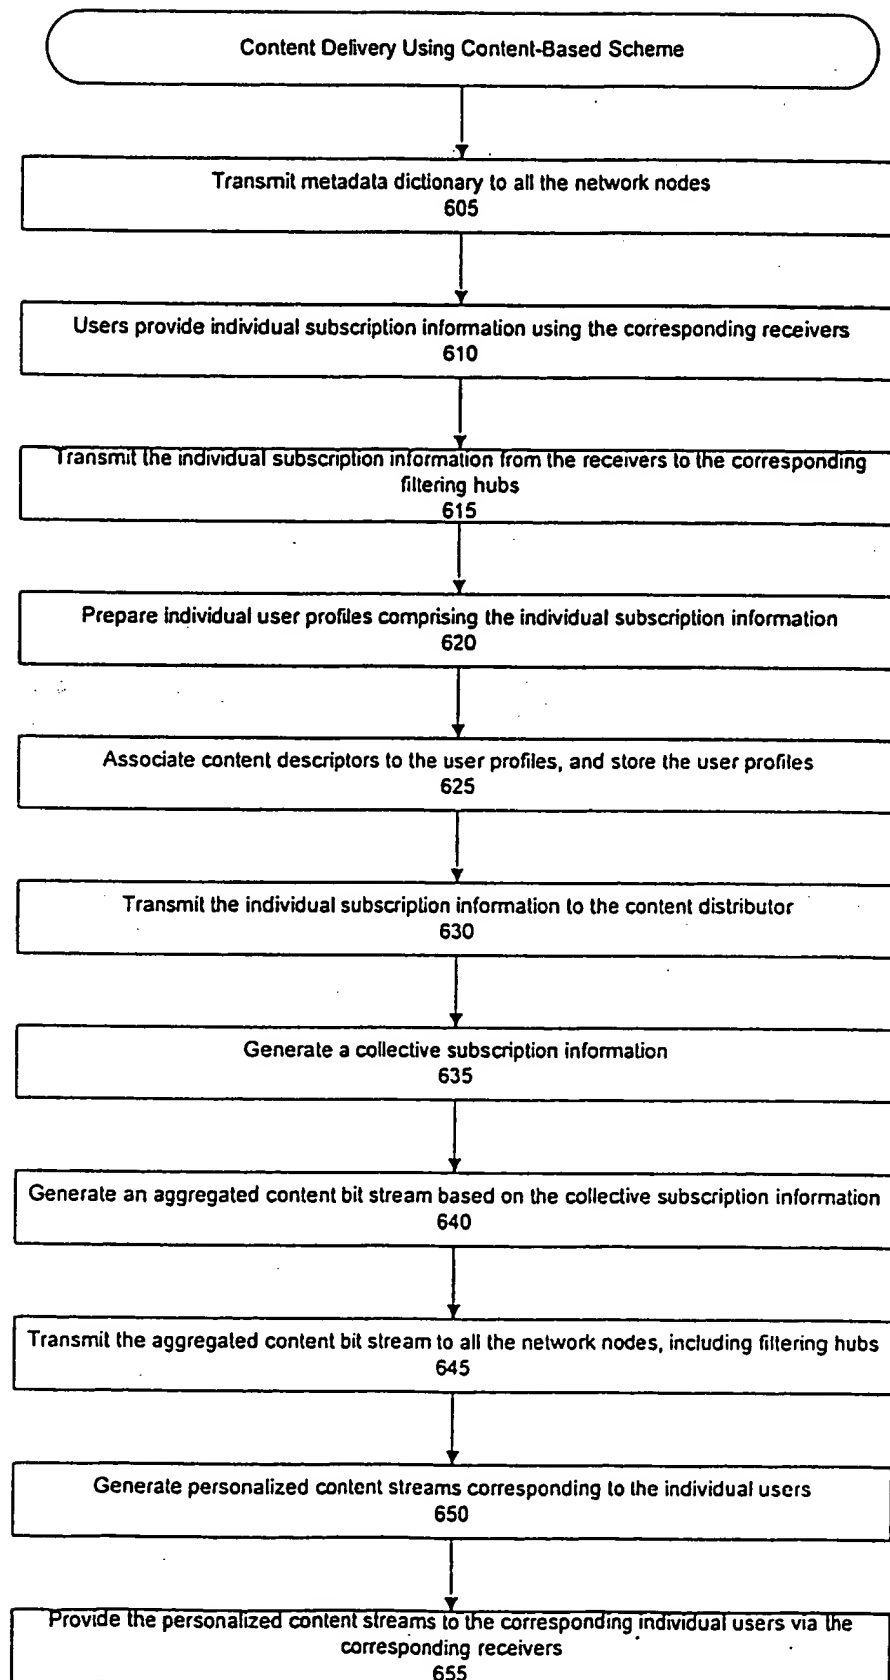 Content Delivery Using Content-Based Scheme
Transmit metadata dictionary to all the network nodes
605
Users provide individual subscription information using the corresponding receivers
610
Transmit the individual subscription information from the receivers to the corresponding
filtering hubs
615
Prepare individual user profiles comprising the individual subscription information
620
Associate content descriptors to the user profiles, and store the user profiles
625
Transmit the individual subscription information to the content distributor
630
Generate a collective subscription information
635
Generate an aggregated content bit stream based on the collective subscription information
640
Transmit the aggregated content bit stream to all the network nodes, including filtering hubs
645
Generate personalized content streams corresponding to the individual users
650
Provide the personalized content streams to the corresponding individual users via the
corresponding receivers
655